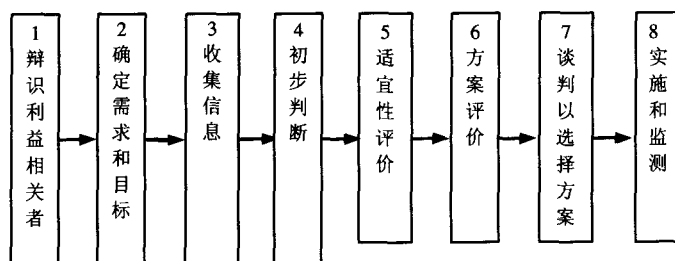 1 辩识利益相关者
2 确定需求和目标
3 收集信息
4 初步判断
5 适宜性评价
6 方案评价
7 谈判以选择方案
8 实施和监测